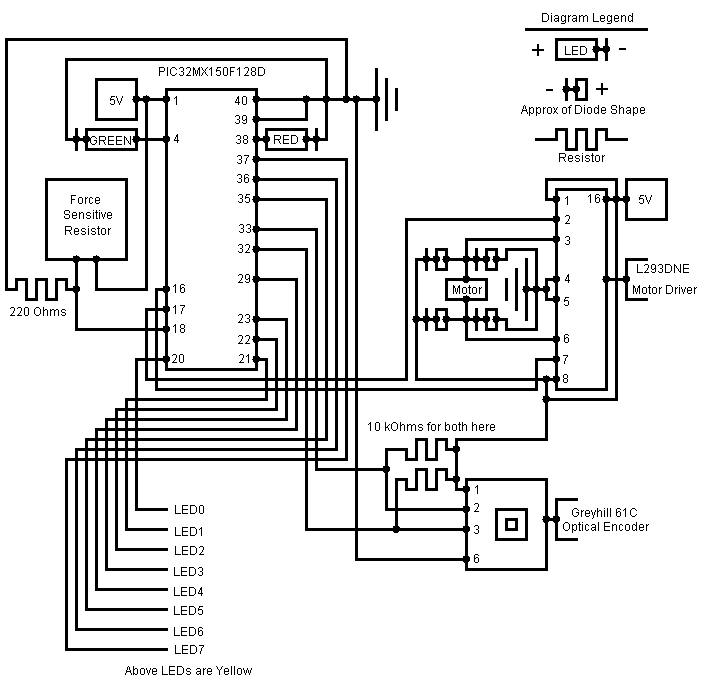 Diagram Legend
+ LED -
- +
Approx of Diode Shape
Resistor
PIC32MX150F128D
5V
1
4
16
17
18
20
40
39
38
37
36
35
33
32
29
23
22
21
GREEN
RED
Force
Sensitive
Resistor
220 Ohms
1
2
3
4
5
6
7
8
16
5V
L293DNE
Motor Driver
Motor
10 kOhms for both here
1
2
3
6
Greyhill 61C
Optical Encoder
LED0
LED1
LED2
LED3
LED4
LED5
LED6
LED7
Above LEDs are Yellow